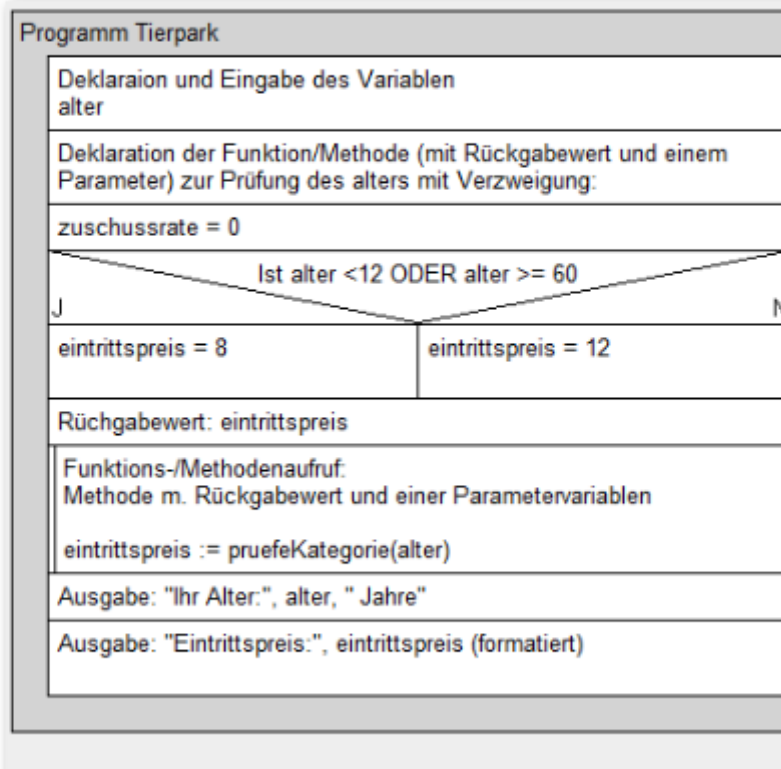 Programm Tierpark
Deklaraion und Eingabe des Variablen
alter
Deklaration der Funktion/Methode (mit Rückgabewert und einem
Parameter) zur Prüfung des alters mit Verzweigung:
zuschussrate = 0
Ist alter <12 ODER alter >= 60
J
eintrittspreis = 8
eintrittspreis = 12
Rüchgabewert: eintrittspreis
Funktions-/Methodenaufruf:
Methode m. Rückgabewert und einer Parametervariablen
eintrittspreis := pruefeKategorie(alter)
Ausgabe: "Ihr Alter:", alter, " Jahre"
Ausgabe: "Eintrittspreis:", eintrittspreis (formatiert)